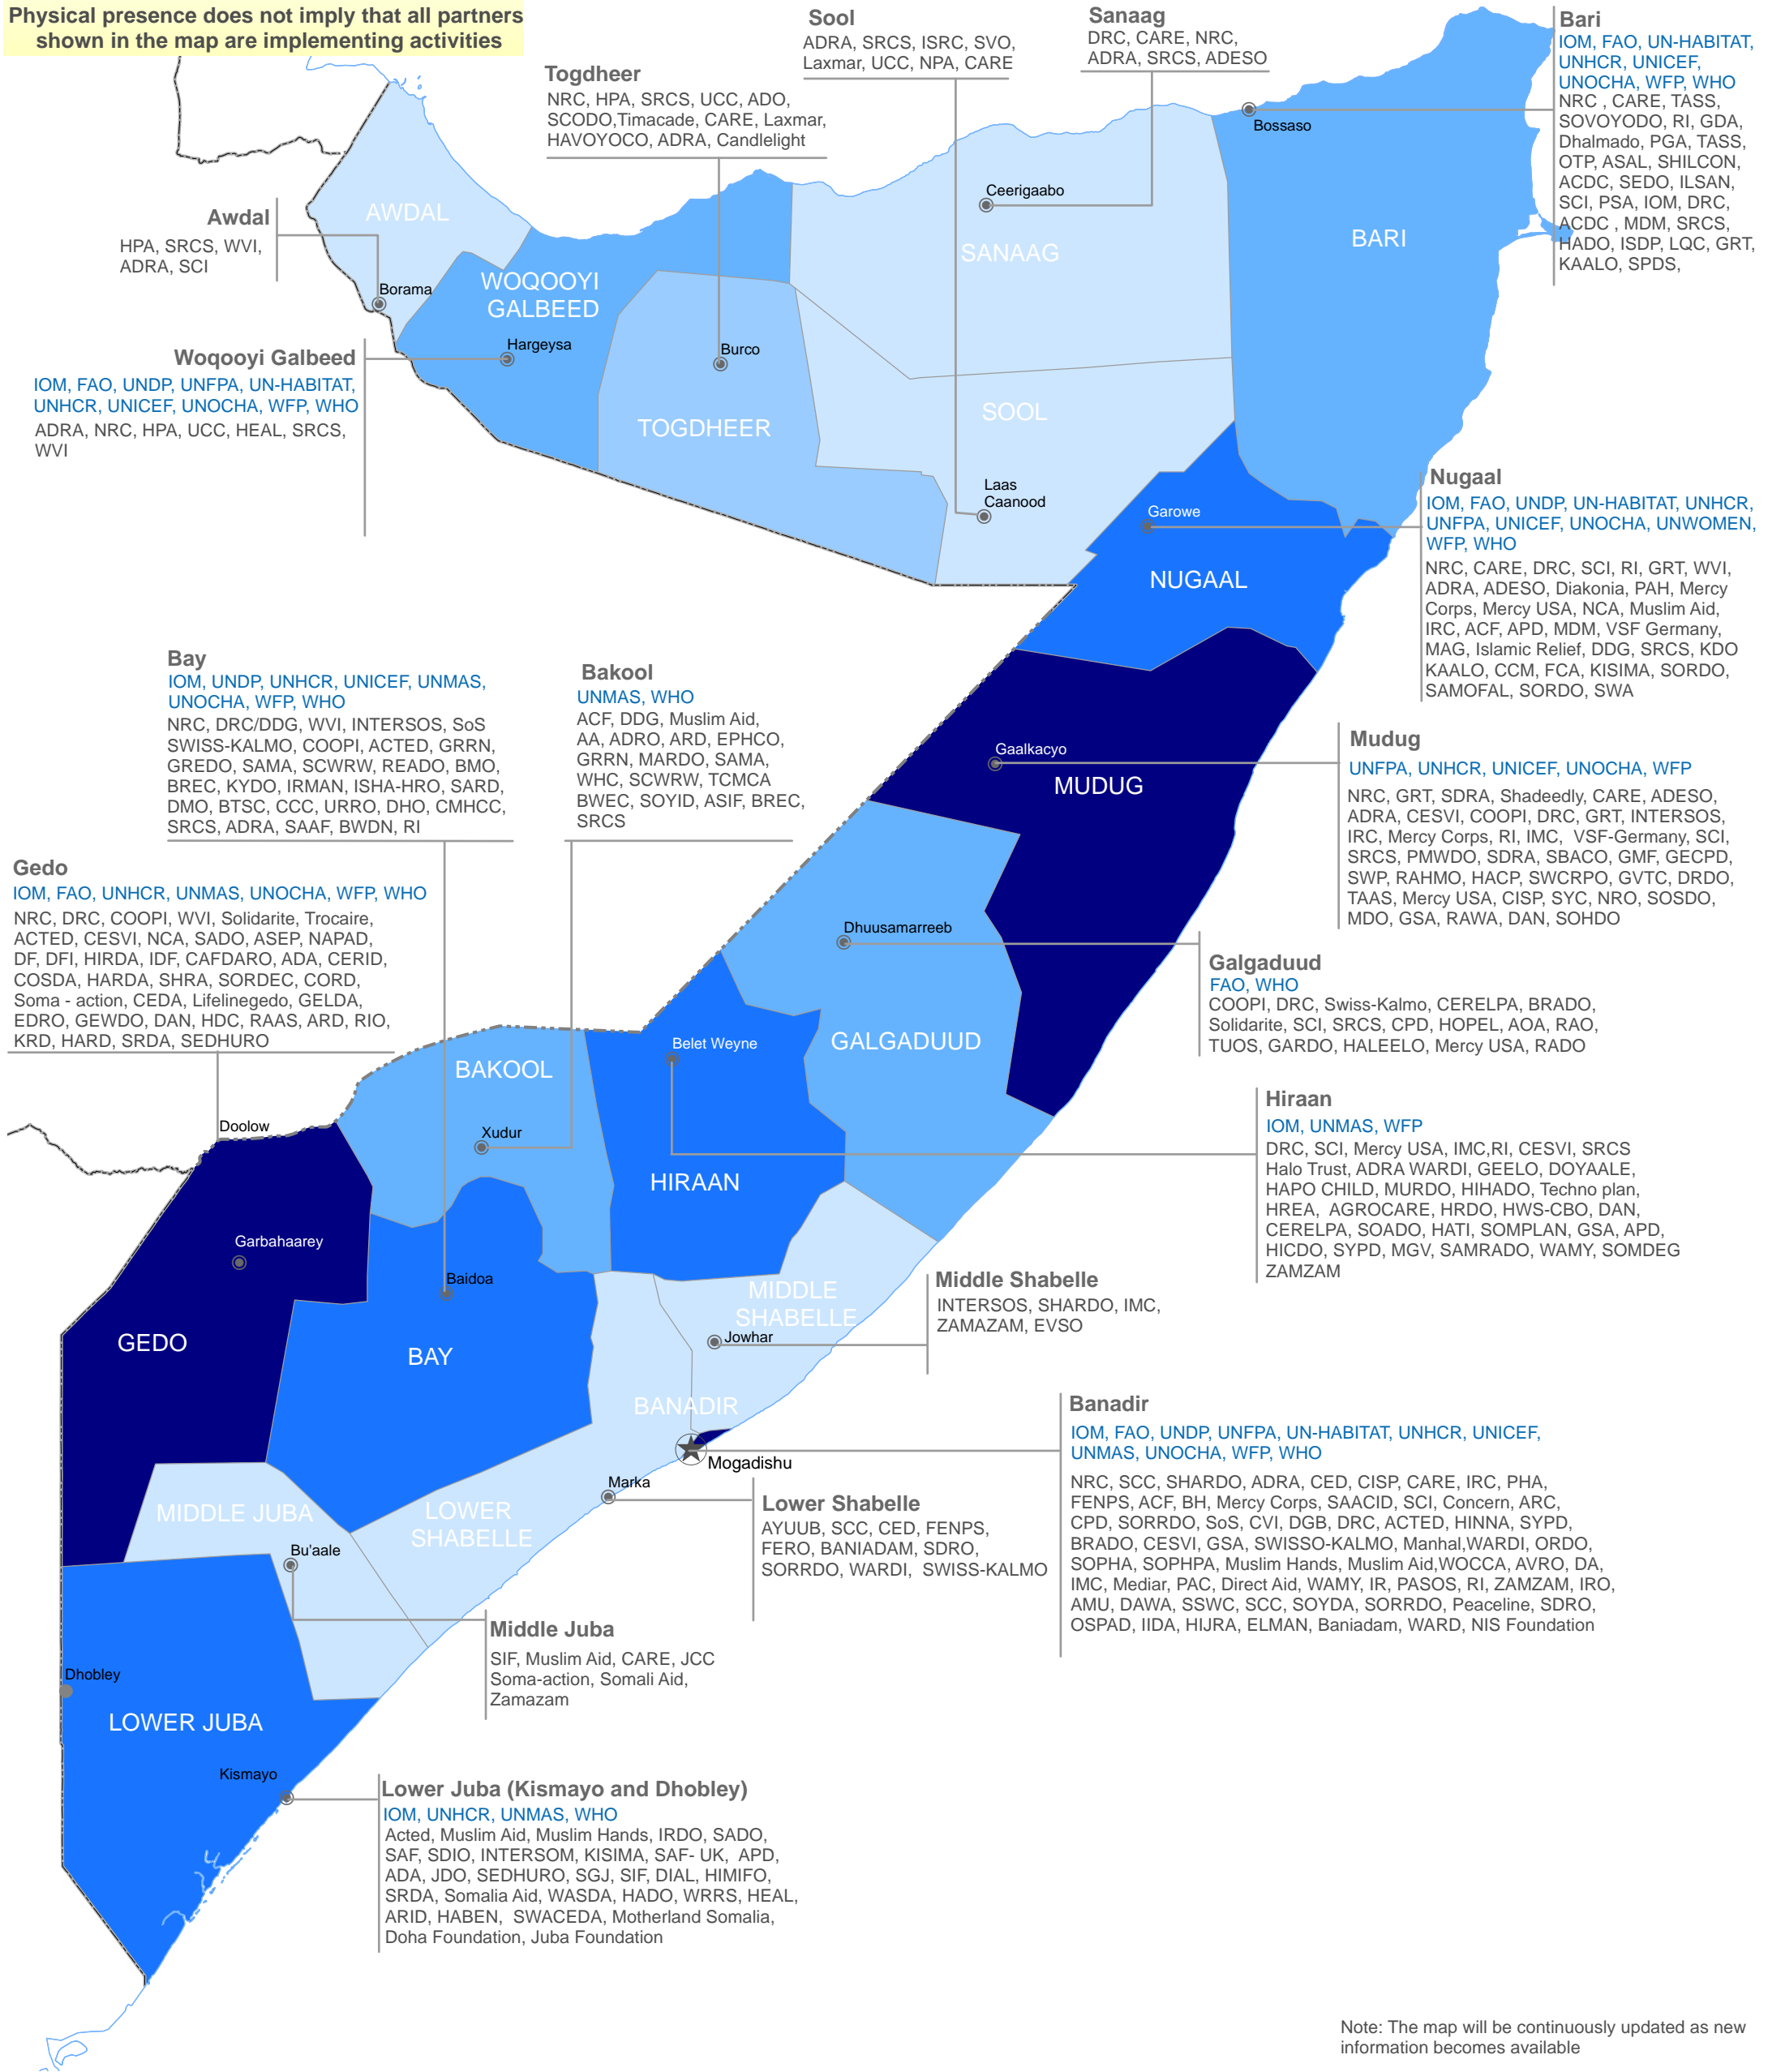 Physical presence does not imply that all partners
shown in the map are implementing activities
Togdheer
NRC, HPA, SRCS, UCC, ADO,
SCODO,Timacade, CARE, Laxmar,
HAVOYOCO, ADRA, Candlelight
Sool
ADRA, SRCS, ISRC, SVO,
Laxmar, UCC, NPA, CARE
Sanaag
DRC, CARE, NRC,
ADRA, SRCS, ADESO
Bari
IOM, FAO, UN-HABITAT,
UNHCR, UNICEF,
UNOCHA, WFP, WHO
NRC , CARE, TASS,
SOVOYODO, RI, GDA,
Dhalmado, PGA, TASS,
OTP, ASAL, SHILCON,
ACDC, SEDO, ILSAN,
SCI, PSA, IOM, DRC,
ACDC , MDM, SRCS,
HADO, ISDP, LQC, GRT,
KAALO, SPDS,
Bossaso
Ceerigaabo
Awdal
HPA, SRCS, WVI,
ADRA, SCI
AWDAL
Borama
WOQOOYI
GALBEED
SANAAG
BARI
Hargeysa
Burco
Woqooyi Galbeed
IOM, FAO, UNDP, UNFPA, UN-HABITAT,
UNHCR, UNICEF, UNOCHA, WFP, WHO
ADRA, NRC, HPA, UCC, HEAL, SRCS,
WVI
TOGDHEER
SOOL
Laas
Caanood
Garowe
NUGAAL
Nugaal
IOM, FAO, UNDP, UN-HABITAT, UNHCR,
UNFPA, UNICEF, UNOCHA, UNWOMEN,
WFP, WHO
NRC, CARE, DRC, SCI, RI, GRT, WVI,
ADRA, ADESO, Diakonia, PAH, Mercy
Corps, Mercy USA, NCA, Muslim Aid,
IRC, ACF, APD, MDM, VSF Germany,
MAG, Islamic Relief, DDG, SRCS, KDO
KAALO, CCM, FCA, KISIMA, SORDO,
SAMOFAL, SORDO, SWA
Bay
IOM, UNDP, UNHCR, UNICEF, UNMAS,
UNOCHA, WFP, WHO
NRC, DRC/DDG, WVI, INTERSOS, SoS
SWISS-KALMO, COOPI, ACTED, GRRN,
GREDO, SAMA, SCWRW, READO, BMO,
BREC, KYDO, IRMAN, ISHA-HRO, SARD,
DMO, BTSC, CCC, URRO, DHO, CMHCC,
SRCS, ADRA, SAAF, BWDN, RI
Bakool
UNMAS, WHO
ACF, DDG, Muslim Aid,
AA, ADRO, ARD, EPHCO,
GRRN, MARDO, SAMA,
WHC, SCWRW, TCMCA
BWEC, SOYID, ASIF, BREC,
SRCS
Gaalkacyo
MUDUG
Mudug
UNFPA, UNHCR, UNICEF, UNOCHA, WFP
NRC, GRT, SDRA, Shadeedly, CARE, ADESO,
ADRA, CESVI, COOPI, DRC, GRT, INTERSOS,
IRC, Mercy Corps, RI, IMC, VSF-Germany, SCI,
SRCS, PMWDO, SDRA, SBACO, GMF, GECPD,
SWP, RAHMO, HACP, SWCRPO, GVTC, DRDO,
TAAS, Mercy USA, CISP, SYC, NRO, SOSDO,
MDO, GSA, RAWA, DAN, SOHDO
Gedo
IOM, FAO, UNHCR, UNMAS, UNOCHA, WFP, WHO
NRC, DRC, COOPI, WVI, Solidarite, Trocaire,
ACTED, CESVI, NCA, SADO, ASEP, NAPAD,
DF, DFI, HIRDA, IDF, CAFDARO, ADA, CERID,
COSDA, HARDA, SHRA, SORDEC, CORD,
Soma - action, CEDA, Lifelinegedo, GELDA,
EDRO, GEWDO, DAN, HDC, RAAS, ARD, RIO,
KRD, HARD, SRDA, SEDHURO
Dhuusamarreeb
Galgaduud
FAO, WHO
COOPI, DRC, Swiss-Kalmo, CERELPA, BRADO,
Solidarite, SCI, SRCS, CPD, HOPEL, AOA, RAO,
TUOS, GARDO, HALEELO, Mercy USA, RADO
GALGADUUD
Belet Weyne
BAKOOL
Doolow
Xudur
HIRAAN
Hiraan
IOM, UNMAS, WFP
DRC, SCI, Mercy USA, IMC,RI, CESVI, SRCS
Halo Trust, ADRA WARDI, GEELO, DOYAALE,
HAPO CHILD, MURDO, HIHADO, Techno plan,
HREA, AGROCARE, HRDO, HWS-CBO, DAN,
CERELPA, SOADO, HATI, SOMPLAN, GSA, APD,
HICDO, SYPD, MGV, SAMRADO, WAMY, SOMDEG
ZAMZAM
Garbahaarey
Baidoa
GEDO
BAY
MIDDLE
SHABELLE
Jowhar
Middle Shabelle
INTERSOS, SHARDO, IMC,
ZAMAZAM, EVSO
BANADIR
Mogadishu
Banadir
IOM, FAO, UNDP, UNFPA, UN-HABITAT, UNHCR, UNICEF,
UNMAS, UNOCHA, WFP, WHO
NRC, SCC, SHARDO, ADRA, CED, CISP, CARE, IRC, PHA,
FENPS, ACF, BH, Mercy Corps, SAACID, SCI, Concern, ARC,
CPD, SORRDO, SoS, CVI, DGB, DRC, ACTED, HINNA, SYPD,
BRADO, CESVI, GSA, SWISSO-KALMO, Manhal,WARDI, ORDO,
SOPHA, SOPHPA, Muslim Hands, Muslim Aid,WOCCA, AVRO, DA,
IMC, Mediar, PAC, Direct Aid, WAMY, IR, PASOS, RI, ZAMZAM, IRO,
AMU, DAWA, SSWC, SCC, SOYDA, SORRDO, Peaceline, SDRO,
OSPAD, IIDA, HIJRA, ELMAN, Baniadam, WARD, NIS Foundation
Marka
MIDDLE JUBA
LOWER
SHABELLE
Lower Shabelle
AYUUB, SCC, CED, FENPS,
FERO, BANIADAM, SDRO,
SORRDO, WARDI, SWISS-KALMO
Bu'aale
Middle Juba
SIF, Muslim Aid, CARE, JCC
Soma-action, Somali Aid,
Zamazam
Dhobley
LOWER JUBA
Kismayo
Lower Juba (Kismayo and Dhobley)
IOM, UNHCR, UNMAS, WHO
Acted, Muslim Aid, Muslim Hands, IRDO, SADO,
SAF, SDIO, INTERSOM, KISIMA, SAF- UK, APD,
ADA, JDO, SEDHURO, SGJ, SIF, DIAL, HIMIFO,
SRDA, Somalia Aid, WASDA, HADO, WRRS, HEAL,
ARID, HABEN, SWACEDA, Motherland Somalia,
Doha Foundation, Juba Foundation
Note: The map will be continuously updated as new
information becomes available